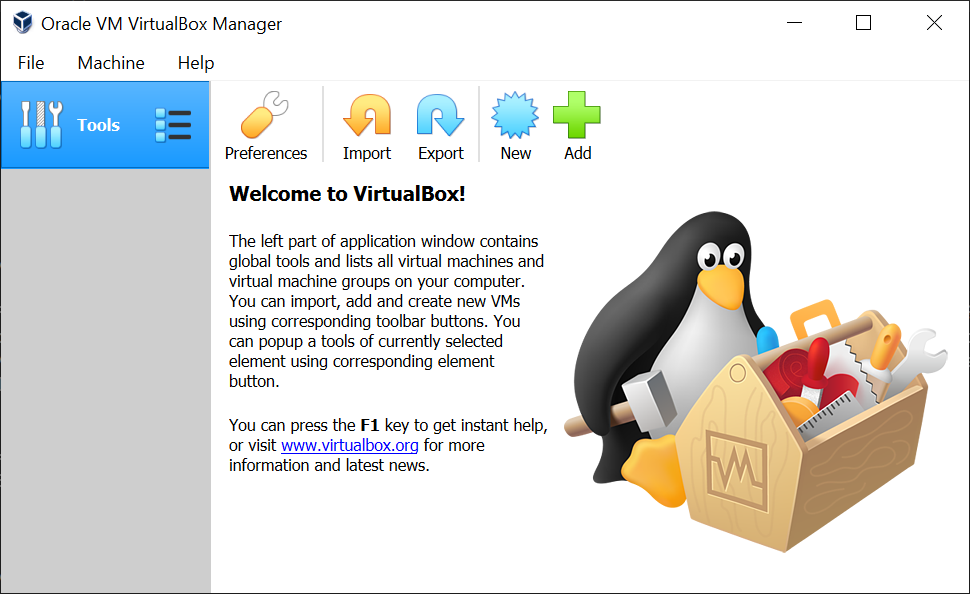 Oracle VM VirtualBox Manager
File Machine Help
Tools
Preferences Import Export New Add
Welcome to VirtualBox!
The left part of application window contains
global tools and lists all virtual machines and
virtual machine groups on your computer.
You can import, add and create new VMs
using corresponding toolbar buttons. You
can popup a tools of currently selected
element using corresponding element
button.
You can press the F1 key to get instant help,
or visit www.virtualbox.org for more
information and latest news.
VM